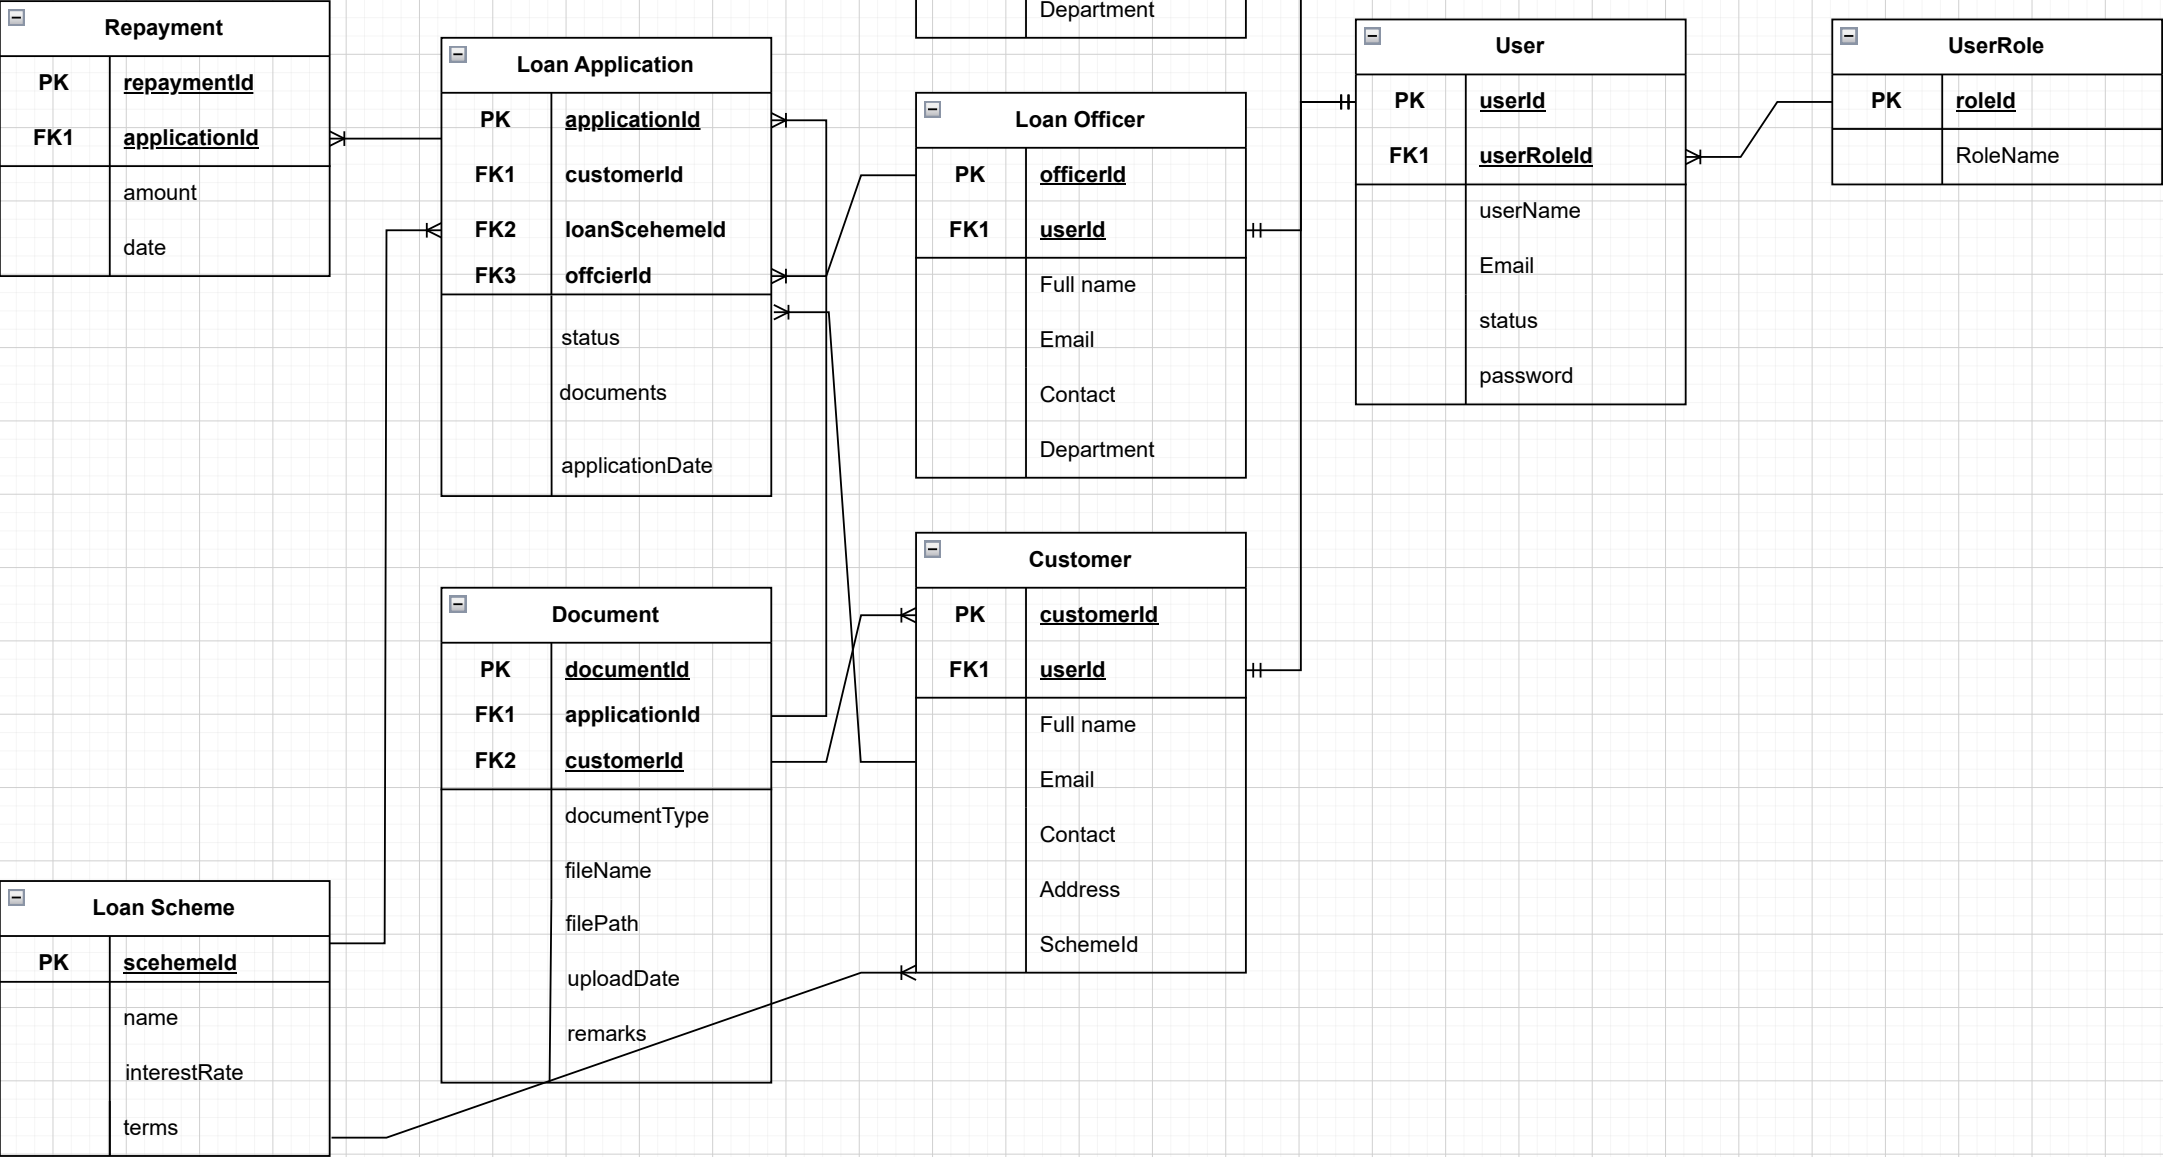 Repayment
PK repaymentId
FK1 applicationId
amount
date
Loan Application
PK applicationId
FK1 customerId
FK2 loanScehemeId
FK3 offcierId
status
documents
applicationDate
Department
Loan Officer
PK officerId
FK1 userId
Full name
Email
Contact
Department
User
PK userId
FK1 userRoleId
userName
Email
status
password
UserRole
PK roleId
RoleName
Document
PK documentId
FK1 applicationId
FK2 customerId
documentType
fileName
filePath
uploadDate
remarks
Customer
PK customerId
FK1 userId
Full name
Email
Contact
Address
SchemeId
Loan Scheme
PK scehemeId
name
interestRate
terms